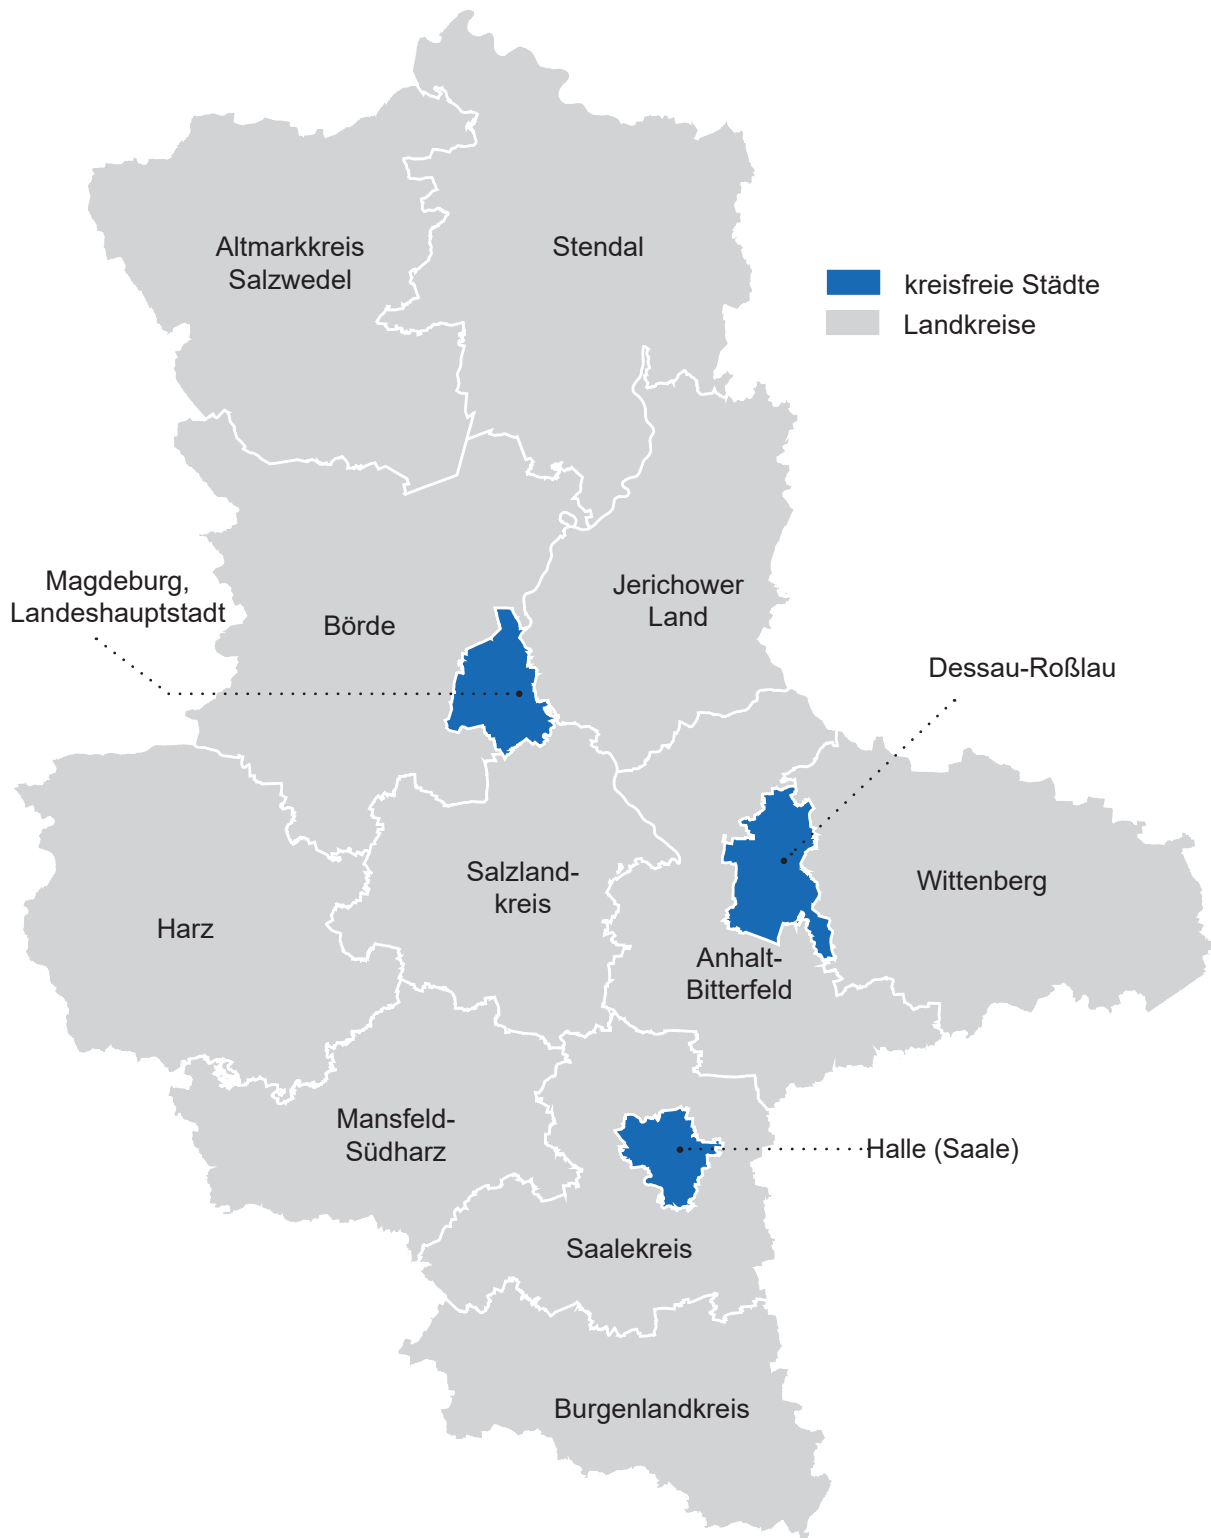 Altmarkkreis
Salzwedel
Stendal
kreisfreie Städte
Landkreise
Magdeburg,
Landeshauptstadt
Börde
Jerichower
Land
Dessau-Roßlau
Salzland-
kreis
Wittenberg
Harz
Anhalt-
Bitterfeld
Mansfeld-
Südharz
Halle (Saale)
Saalekreis
Burgenlandkreis